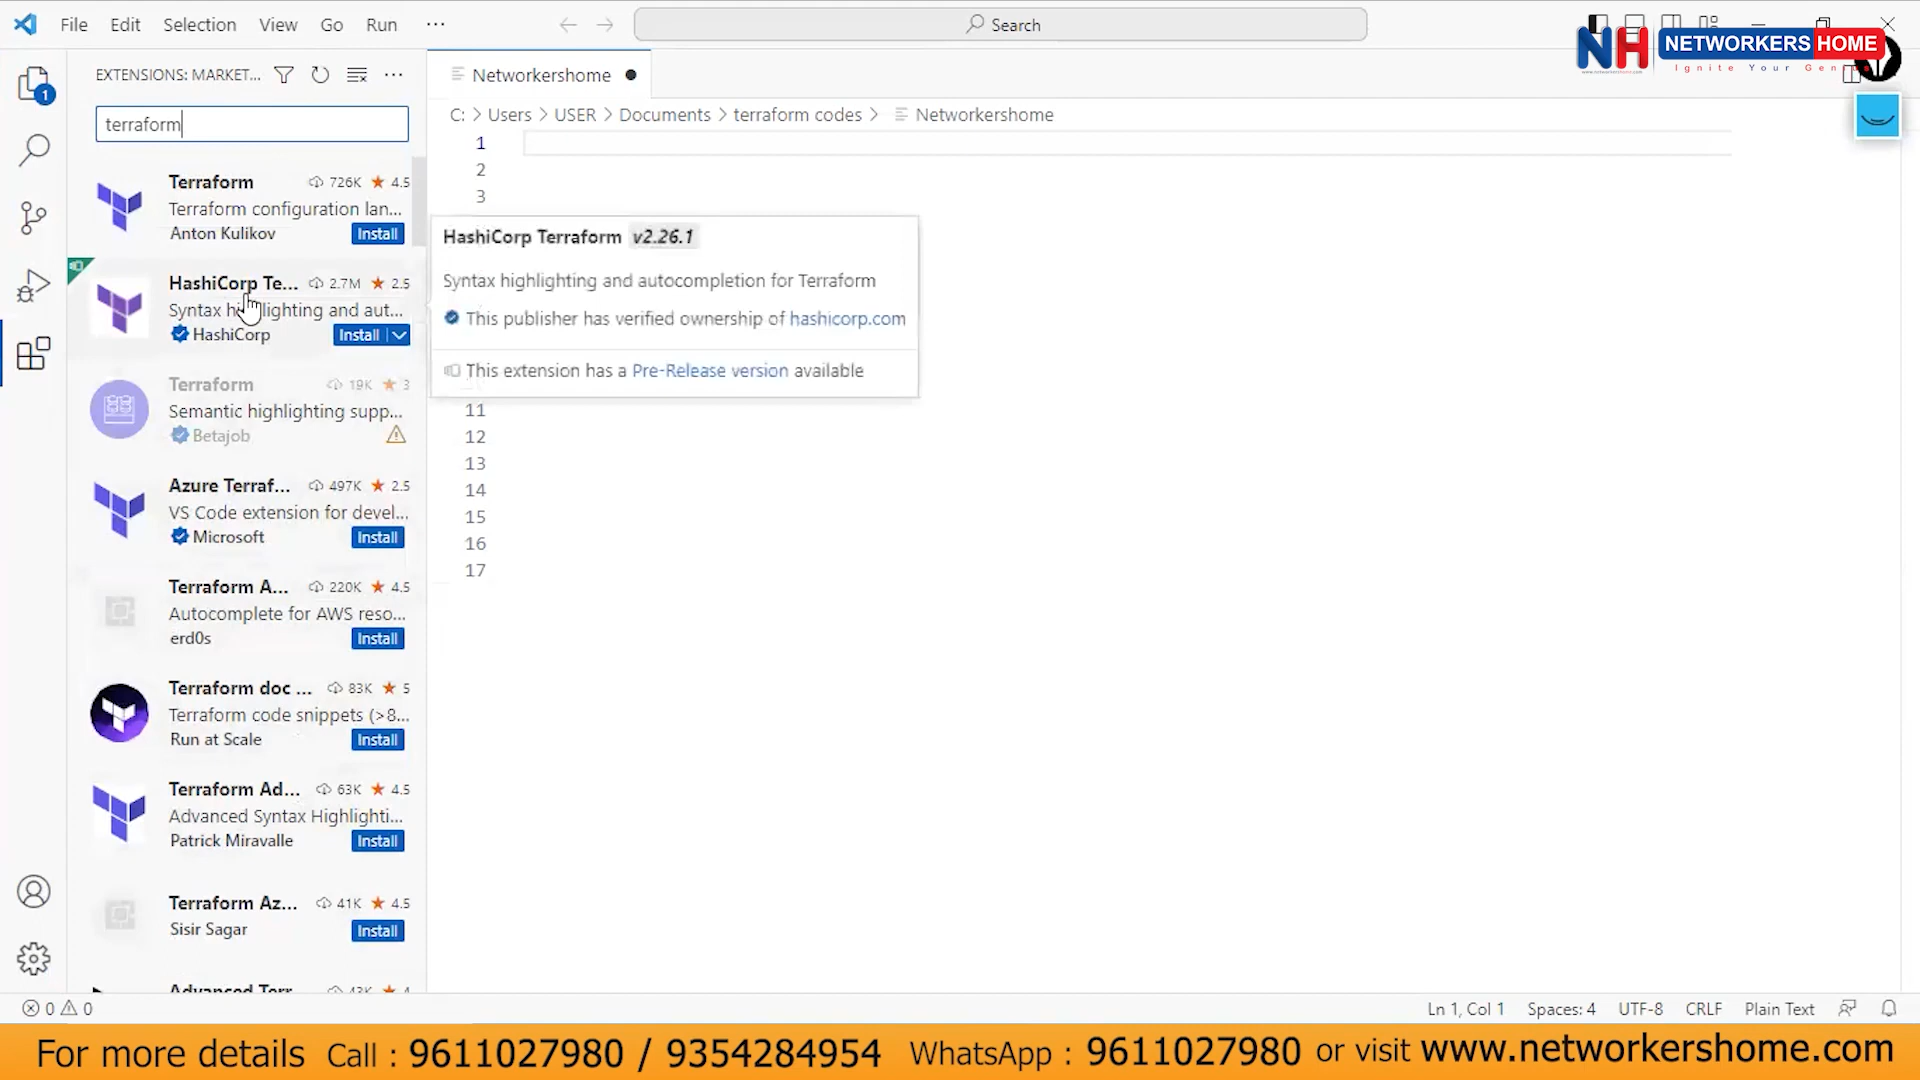 File Edit Selection View Go Run ···
Search
NH NETWORKERS HOME
EXTENSIONS: MARKET...
1
terraform
Networkershome
C: > Users > USER > Documents > terraform codes > Networkershome
Terraform 726K ★ 4.5
Terraform configuration lan...
Anton Kulikov Install
HashiCorp Te... 2.7M ★ 2.5
Syntax highlighting and aut...
HashiCorp Install
Terraform 19K ★ 3
Semantic highlighting supp...
Betajob
Azure Terraf... 497K ★ 2.5
VS Code extension for devel...
Microsoft Install
Terraform A... 220K ★ 4.5
Autocomplete for AWS reso...
erd0s Install
Terraform doc ... 83K ★ 5
Terraform code snippets (>8...
Run at Scale Install
Terraform Ad... 63K ★ 4.5
Advanced Syntax Highlighti...
Patrick Miravalle Install
Terraform Az... 41K ★ 4.5
Sisir Sagar Install
Advanced Terr... 43K ★ 4
1
2
3
HashiCorp Terraform v2.26.1
Syntax highlighting and autocompletion for Terraform
This publisher has verified ownership of hashicorp.com
This extension has a Pre-Release version available
11
12
13
14
15
16
17
0 0
Ln 1, Col 1 Spaces: 4 UTF-8 CRLF Plain Text
For more details Call : 9611027980 / 9354284954 WhatsApp : 9611027980 or visit www.networkershome.com